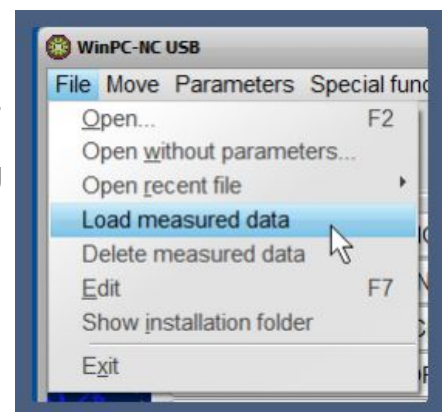 WinPC-NC USB
File Move Parameters Special func
Open... F2
Open without parameters...
Open recent file
Load measured data
Delete measured data
Edit F7
Show installation folder
Exit